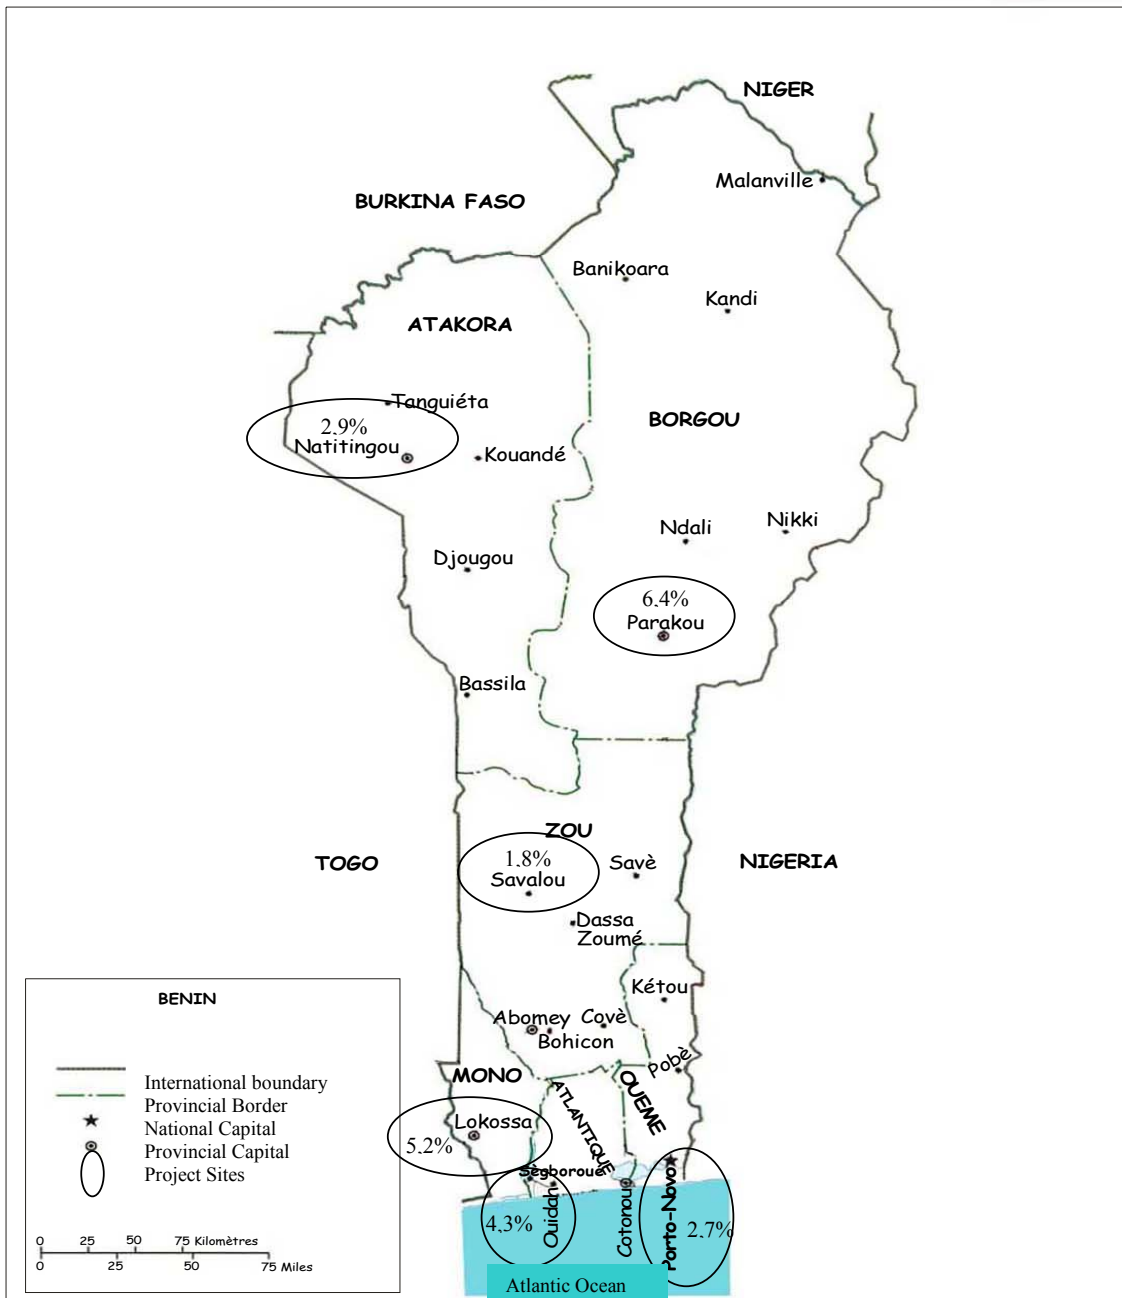 NIGER
Malanville
BURKINA FASO
Banikoara
Kandi
ATAKORA
Tanguiéta
BORGOU
2,9%
Natitingou
Kouandé
Ndali
Nikki
Djougou
6,4%
Parakou
Bassila
ZOU
TOGO
1,8%
Savalou
Savè
NIGERIA
Dassa
Zoumé
Kétou
BENIN
Abomey
Covè
Bohicon
Pobè
International boundary
Provincial Border
National Capital
Provincial Capital
Project Sites
MONO
ATLANTIQUE
OUEME
Lokossa
5,2%
Sègboroué
4,3%
Ouidah
Cotonou
Porto-Novo
2,7%
0 25 50 75 Kilomètres
0 25 50 75 Miles
Atlantic Ocean